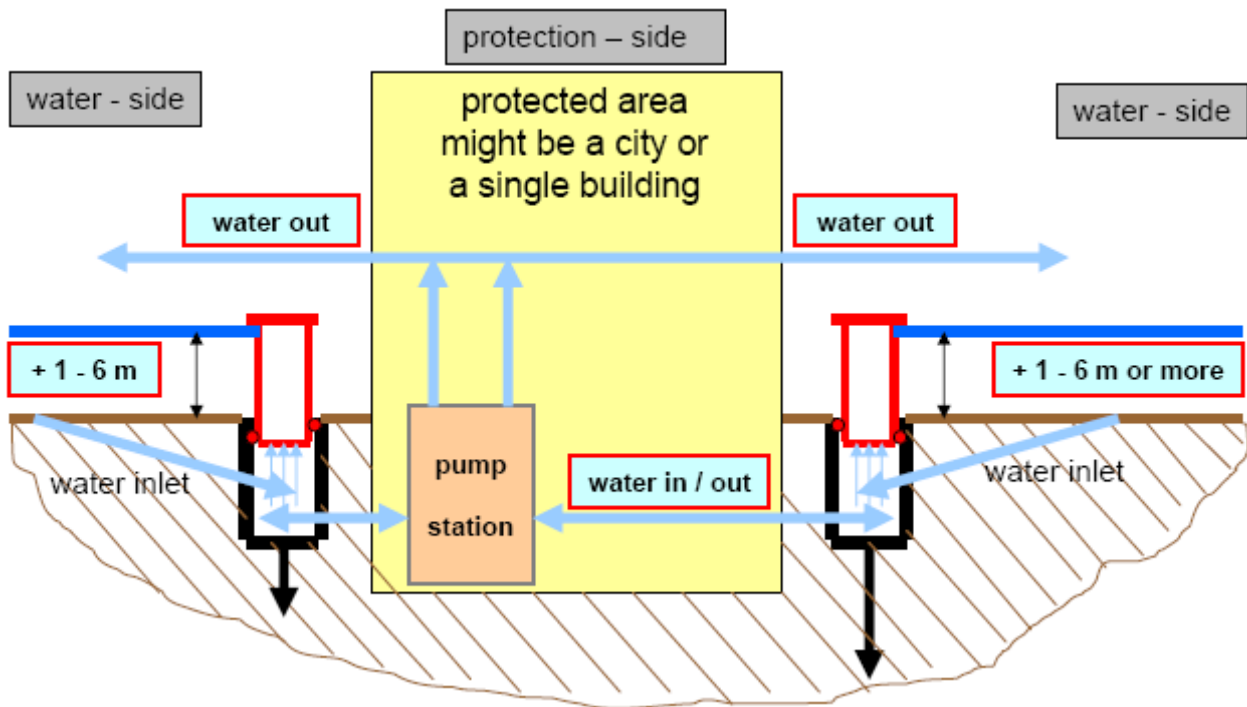 protection – side
water - side
water - side
protected area
might be a city or
a single building
water out
water out
+ 1 - 6 m
+ 1 - 6 m or more
water inlet
pump
station
water in / out
water inlet